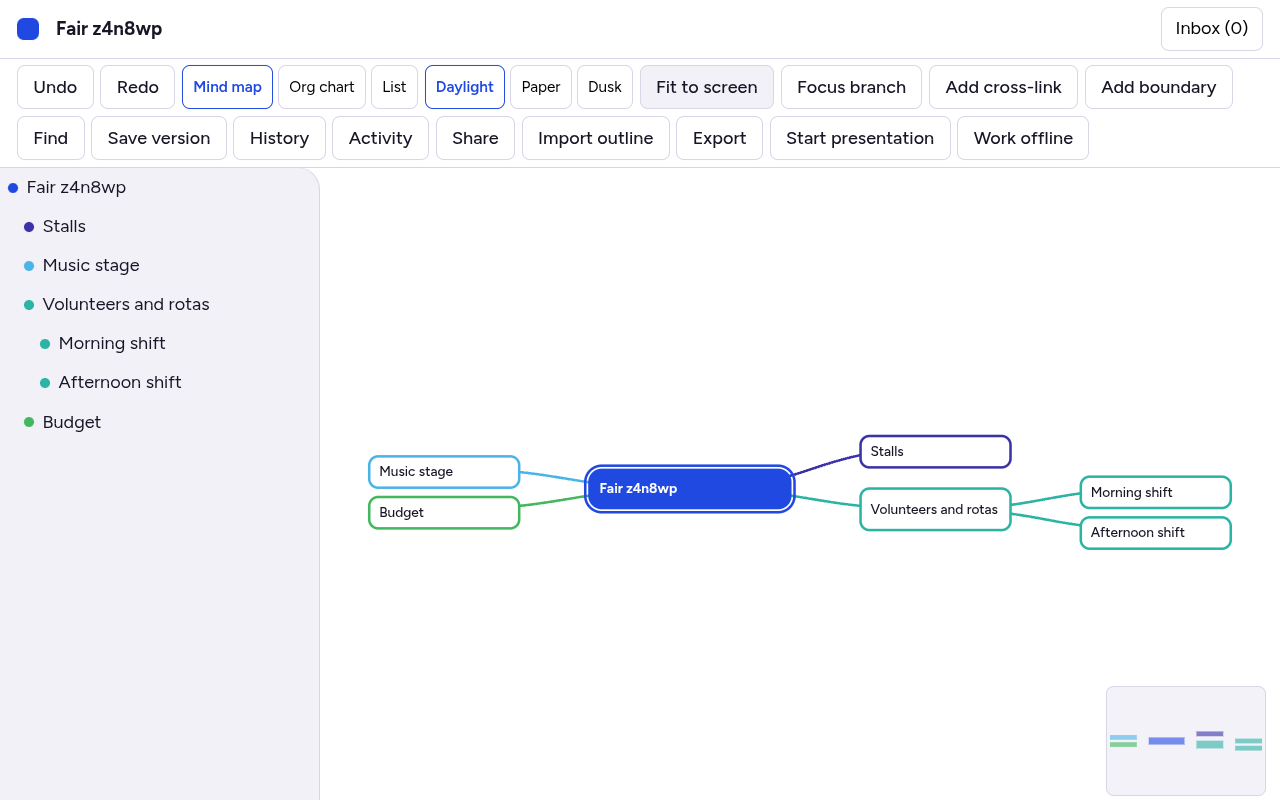 Fair z4n8wp
Inbox (0)
Undo Redo Mind map Org chart List Daylight Paper Dusk Fit to screen Focus branch Add cross-link Add boundary
Find Save version History Activity Share Import outline Export Start presentation Work offline
Fair z4n8wp
Stalls
Music stage
Volunteers and rotas
Morning shift
Afternoon shift
Budget
Music stage
Budget
Fair z4n8wp
Stalls
Volunteers and rotas
Morning shift
Afternoon shift